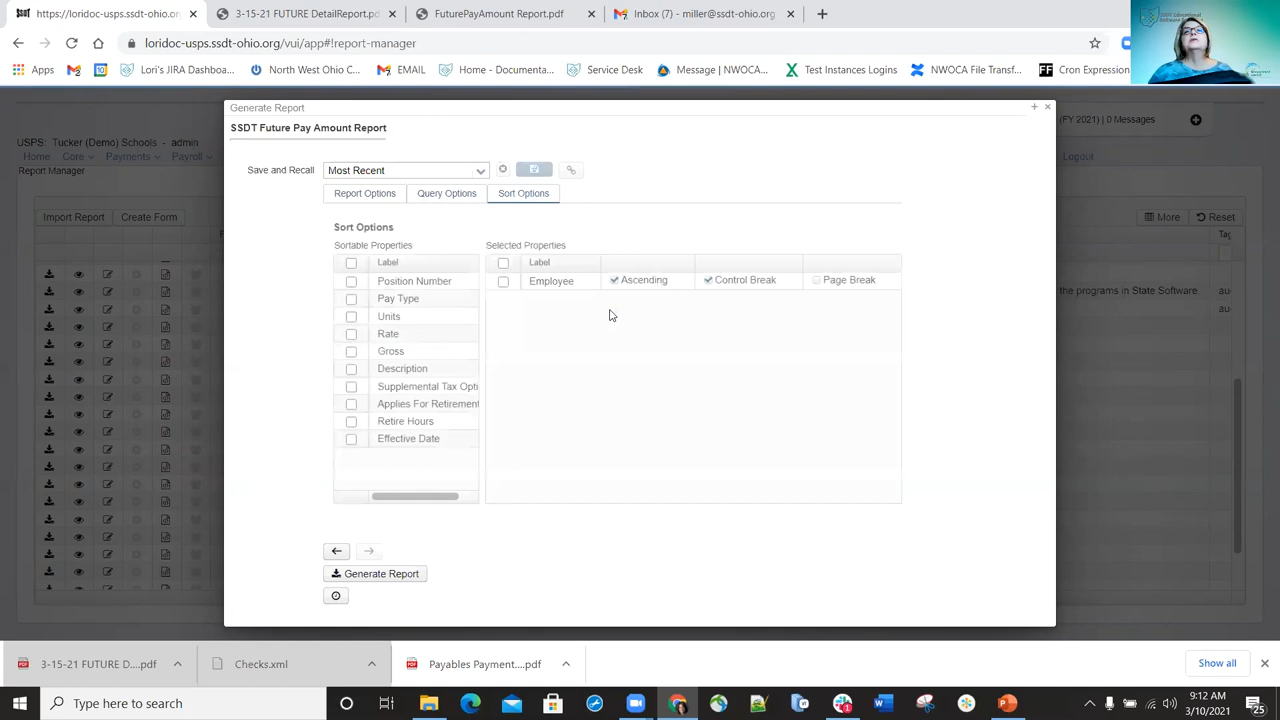 https://loridoc-usps.ssdt-ohio.org/ 3-15-21 FUTURE DetailReport.pd FuturePayAmount Report.pdf Inbox (7) - miller@ssdt-ohio.org
loridoc-usps.ssdt-ohio.org/vui/app#!report-manager
Apps Lori's JIRA Dashboa... North West Ohio C... EMAIL Home - Documenta... Service Desk Message | NWOCA... Test Instances Logins NWOCA File Transf... Cron Expression
Generate Report
SSDT Future Pay Amount Report
(FY 2021) | 0 Messages
USPS: Tucker (Demo) Schools - admin
Home Core Payments Payroll Logout
Report Manager
Save and Recall Most Recent
Report Options Query Options Sort Options
Import Report Create Form More Reset
Sort Options
Sortable Properties Selected Properties
Label Label
Position Number Employee Ascending Control Break Page Break
Pay Type
Units
Rate
Gross
Description
Supplemental Tax Opti
Applies For Retirement
Retire Hours
Effective Date
Tag
the programs in State Software. au
au
Generate Report
3-15-21 FUTURE D....pdf Checks.xml Payables Payment....pdf Show all
Type here to search
9:12 AM
3/10/2021
25